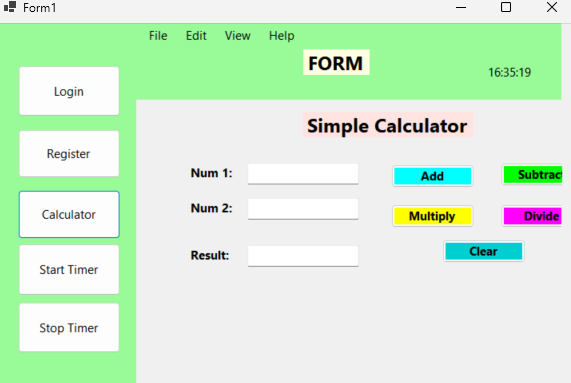 Form1
File Edit View Help
FORM
16:35:19
Login
Register
Calculator
Start Timer
Stop Timer
Simple Calculator
Num 1:
Add
Subtrac
Num 2:
Multiply
Divide
Result:
Clear